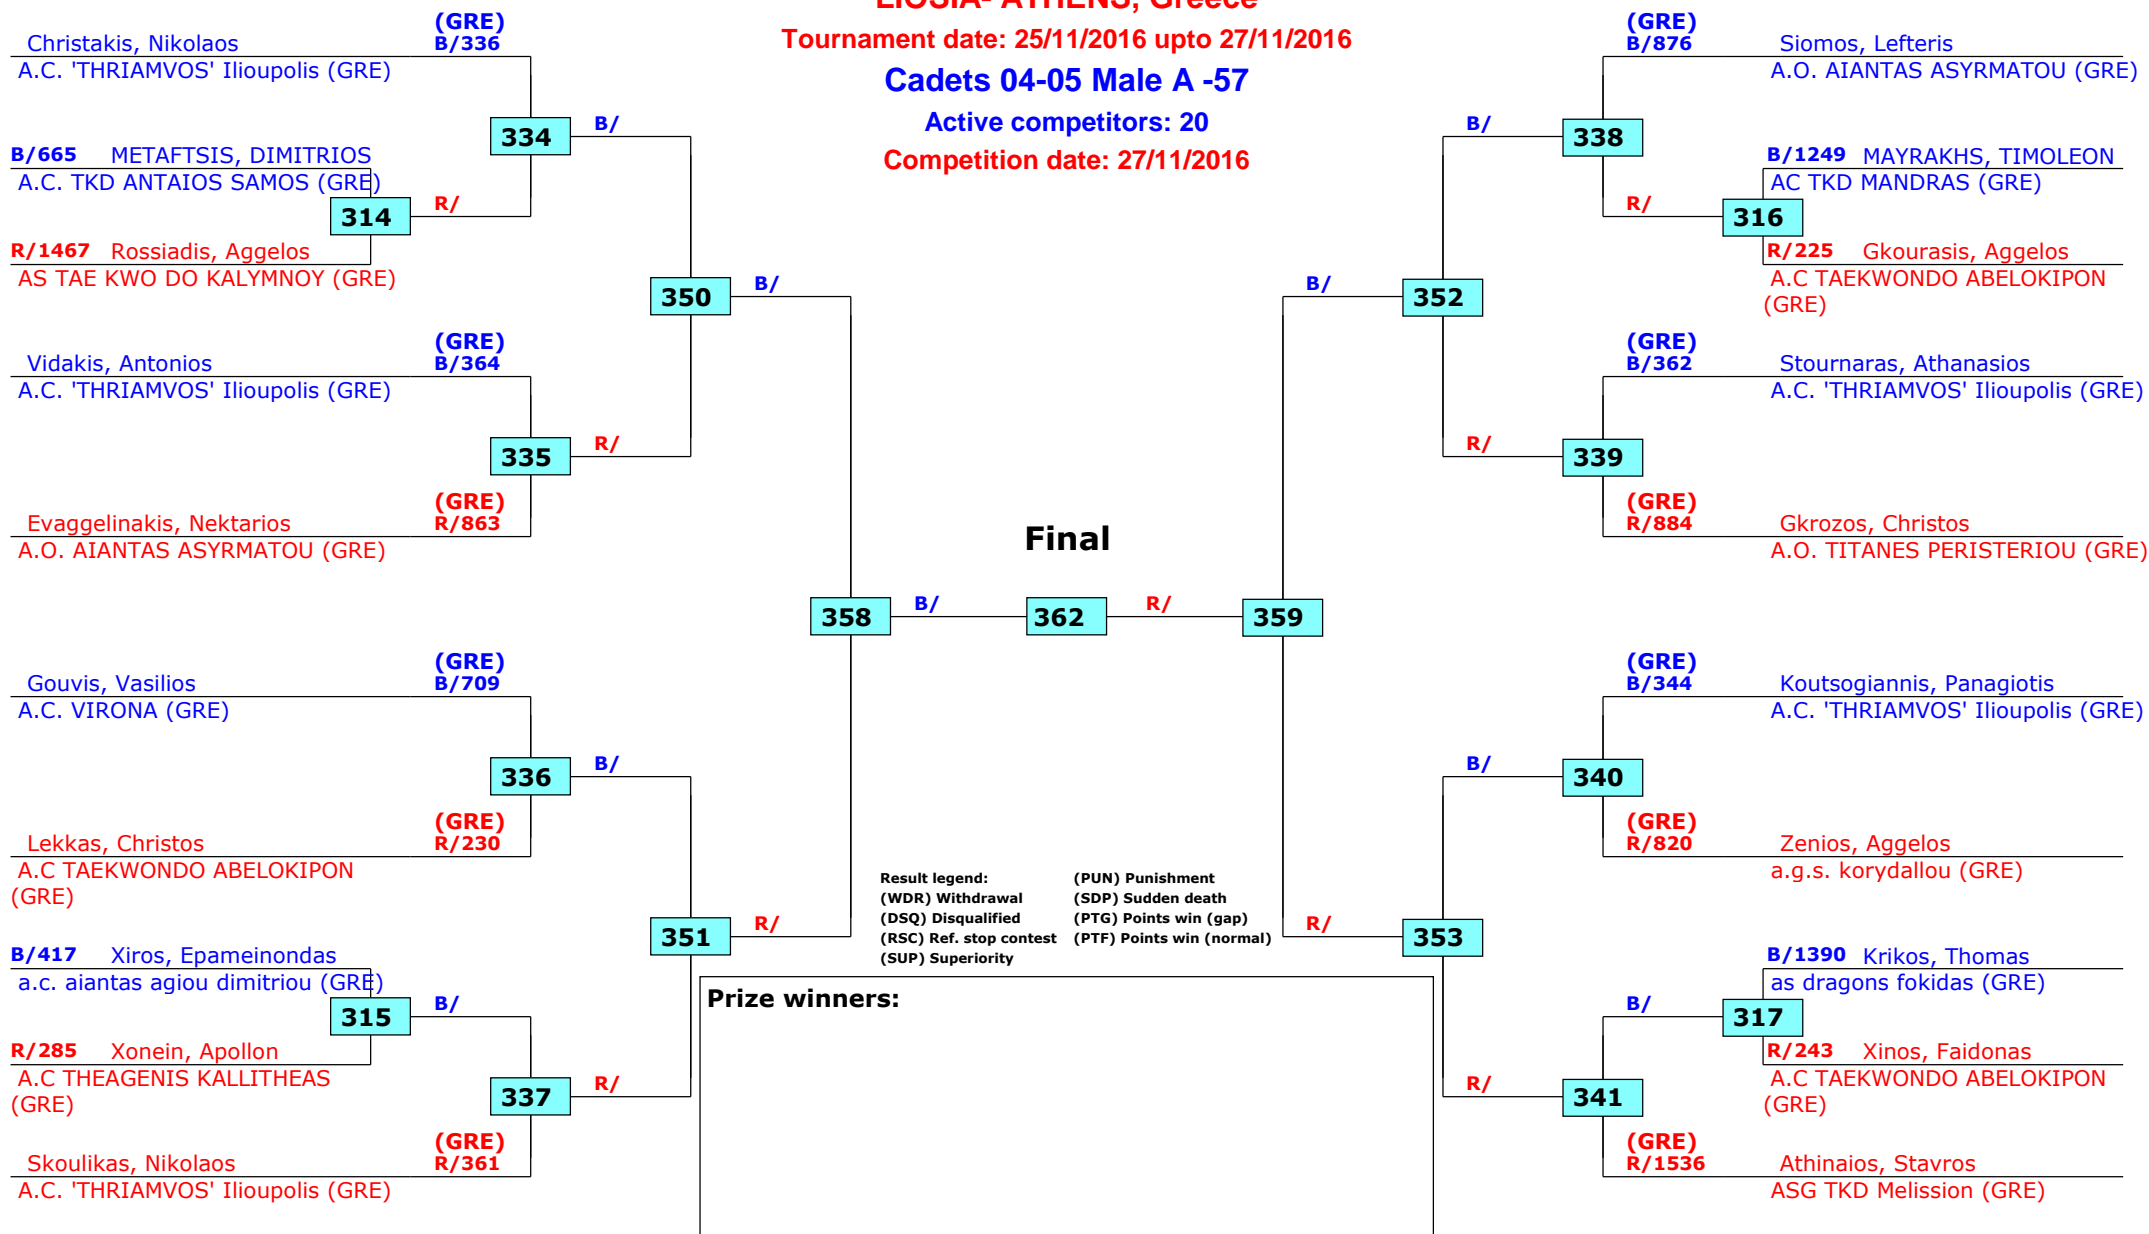 LIOSIA- ATHENS, Greece
Tournament date: 25/11/2016 upto 27/11/2016
Cadets 04-05 Male A -57
Active competitors: 20
Competition date: 27/11/2016
(GRE)
Christakis, Nikolaos B/336
A.C. 'THRIAMVOS' Ilioupolis (GRE)
334 B/
B/665 METAFTSIS, DIMITRIOS
A.C. TKD ANTAIOS SAMOS (GRE)
314 R/
R/1467 Rossiadis, Aggelos
AS TAE KWO DO KALYMNOY (GRE)
350 B/
(GRE)
Vidakis, Antonios B/364
A.C. 'THRIAMVOS' Ilioupolis (GRE)
335 R/
(GRE)
Evaggelinakis, Nektarios R/863
A.O. AIANTAS ASYRMATOU (GRE)
Final
358 B/ 362 R/ 359
(GRE)
Gouvis, Vasilios B/709
A.C. VIRONA (GRE)
336 B/
(GRE)
Lekkas, Christos R/230
A.C TAEKWONDO ABELOKIPON
(GRE)
351 R/
B/417 Xiros, Epameinondas
a.c. aiantas agiou dimitriou (GRE)
315 B/
R/285 Xonein, Apollon
A.C THEAGENIS KALLITHEAS
(GRE)
337 R/
(GRE)
Skoulikas, Nikolaos R/361
A.C. 'THRIAMVOS' Ilioupolis (GRE)
(GRE)
B/876 Siomos, Lefteris
A.O. AIANTAS ASYRMATOU (GRE)
B/ 338
B/1249 MAYRAKHS, TIMOLEON
AC TKD MANDRAS (GRE)
R/ 316
R/225 Gkourasis, Aggelos
A.C TAEKWONDO ABELOKIPON
(GRE)
B/ 352
(GRE)
B/362 Stournaras, Athanasios
A.C. 'THRIAMVOS' Ilioupolis (GRE)
R/ 339
(GRE)
R/884 Gkrozos, Christos
A.O. TITANES PERISTERIOU (GRE)
(GRE)
B/344 Koutsogiannis, Panagiotis
A.C. 'THRIAMVOS' Ilioupolis (GRE)
B/ 340
(GRE)
R/820 Zenios, Aggelos
a.g.s. korydallou (GRE)
R/ 353
B/1390 Krikos, Thomas
as dragons fokidas (GRE)
B/ 317
R/243 Xinos, Faidonas
A.C TAEKWONDO ABELOKIPON
(GRE)
R/ 341
(GRE)
R/1536 Athinaios, Stavros
ASG TKD Melission (GRE)
Result legend: (PUN) Punishment
(WDR) Withdrawal (SDP) Sudden death
(DSQ) Disqualified (PTG) Points win (gap)
(RSC) Ref. stop contest (PTF) Points win (normal)
(SUP) Superiority
Prize winners: